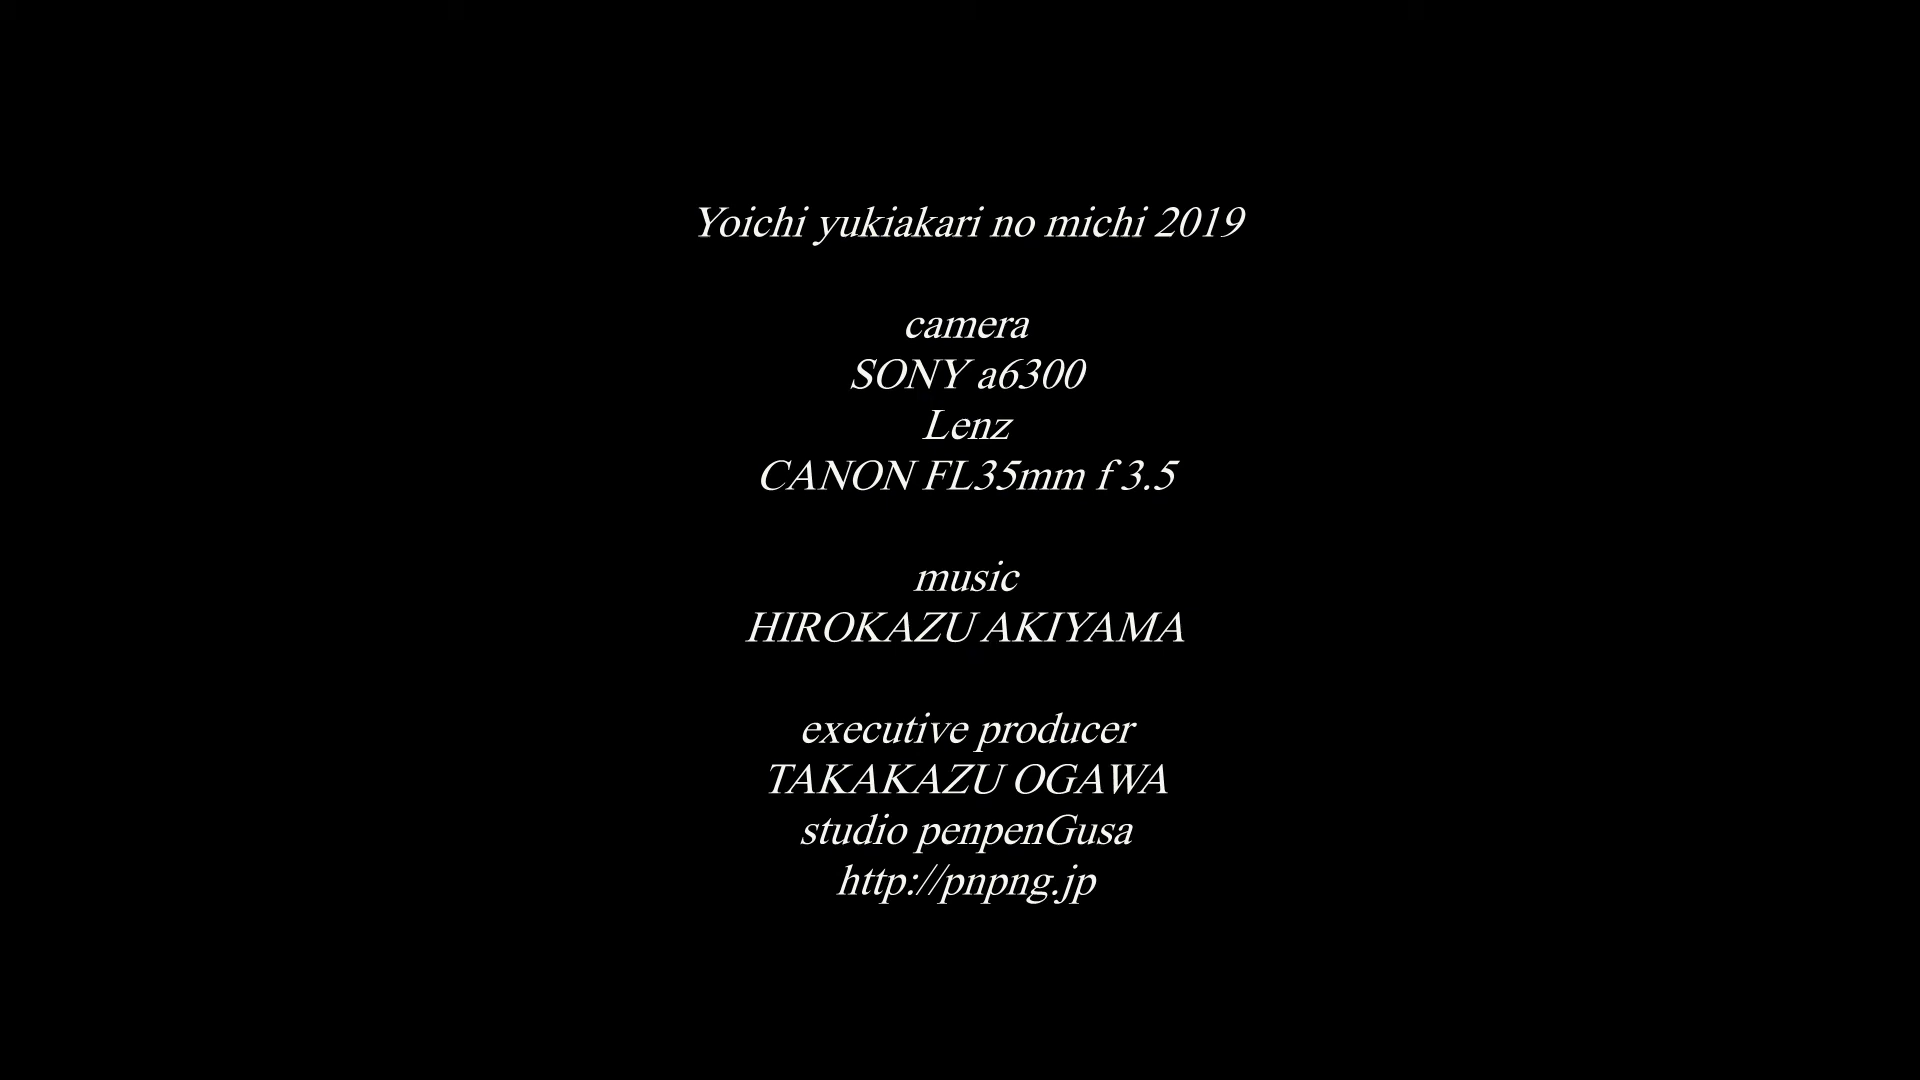 Yoichi yukiakari no michi 2019
camera
SONY a6300
Lenz
CANON FL35mm f 3.5
music
HIROKAZU AKIYAMA
executive producer
TAKAKAZU OGAWA
studio penpenGusa
http://pnpng.jp